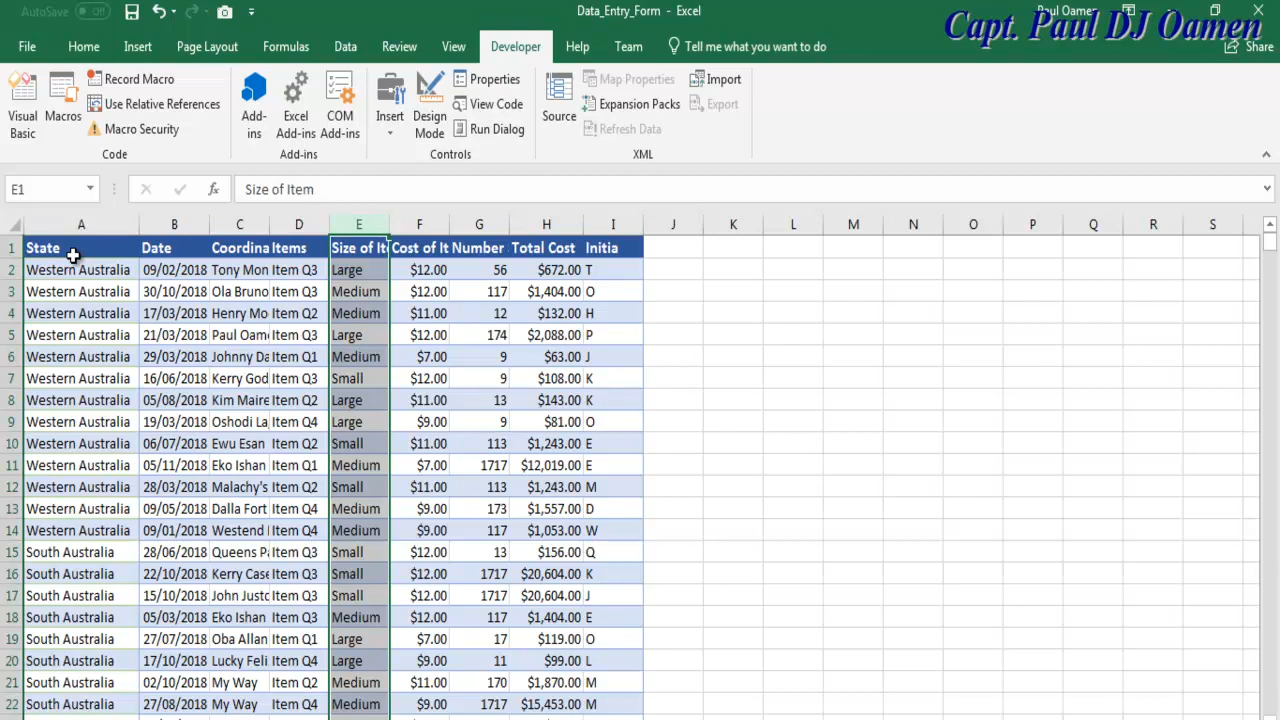 AutoSave Off Data_Entry_Form - Excel Paul Oamen
Capt. Paul DJ Oamen
File Home Insert Page Layout Formulas Data Review View Developer Help Team Tell me what you want to do Share
Visual Basic
Macros
Record Macro
Use Relative References
Macro Security
Code
Add-ins
Excel Add-ins
COM Add-ins
Add-ins
Insert
Design Mode
Properties
View Code
Run Dialog
Controls
Source
Map Properties
Expansion Packs
Refresh Data
Import
Export
XML
E1 fx Size of Item
A B C D E F G H I J K L M N O P Q R S
1 State Date Coordina Items Size of Ite Cost of It Number Total Cost Initia
2 Western Australia 09/02/2018 Tony Mon Item Q3 Large $12.00 56 $672.00 T
3 Western Australia 30/10/2018 Ola Bruno Item Q3 Medium $12.00 117 $1,404.00 O
4 Western Australia 17/03/2018 Henry Mo Item Q2 Medium $11.00 12 $132.00 H
5 Western Australia 21/03/2018 Paul Oame Item Q3 Large $12.00 174 $2,088.00 P
6 Western Australia 29/03/2018 Johnny Da Item Q1 Medium $7.00 9 $63.00 J
7 Western Australia 16/06/2018 Kerry God Item Q3 Small $12.00 9 $108.00 K
8 Western Australia 05/08/2018 Kim Maire Item Q2 Large $11.00 13 $143.00 K
9 Western Australia 19/03/2018 Oshodi La Item Q4 Large $9.00 9 $81.00 O
10 Western Australia 06/07/2018 Ewu Esan Item Q2 Small $11.00 113 $1,243.00 E
11 Western Australia 05/11/2018 Eko Ishan Item Q1 Medium $7.00 1717 $12,019.00 E
12 Western Australia 28/03/2018 Malachy's Item Q2 Small $11.00 113 $1,243.00 M
13 Western Australia 09/05/2018 Dalla Fort Item Q4 Medium $9.00 173 $1,557.00 D
14 Western Australia 09/01/2018 Westend Item Q4 Medium $9.00 117 $1,053.00 W
15 South Australia 28/06/2018 Queens Pa Item Q3 Small $12.00 13 $156.00 Q
16 South Australia 22/10/2018 Kerry Case Item Q3 Small $12.00 1717 $20,604.00 K
17 South Australia 15/10/2018 John Justo Item Q3 Small $12.00 1717 $20,604.00 J
18 South Australia 05/03/2018 Eko Ishan Item Q3 Medium $12.00 117 $1,404.00 E
19 South Australia 27/07/2018 Oba Allan Item Q1 Large $7.00 17 $119.00 O
20 South Australia 17/10/2018 Lucky Feli Item Q4 Large $9.00 11 $99.00 L
21 South Australia 02/10/2018 My Way Item Q2 Medium $11.00 170 $1,870.00 M
22 South Australia 27/08/2018 My Way Item Q4 Medium $9.00 1717 $15,453.00 M